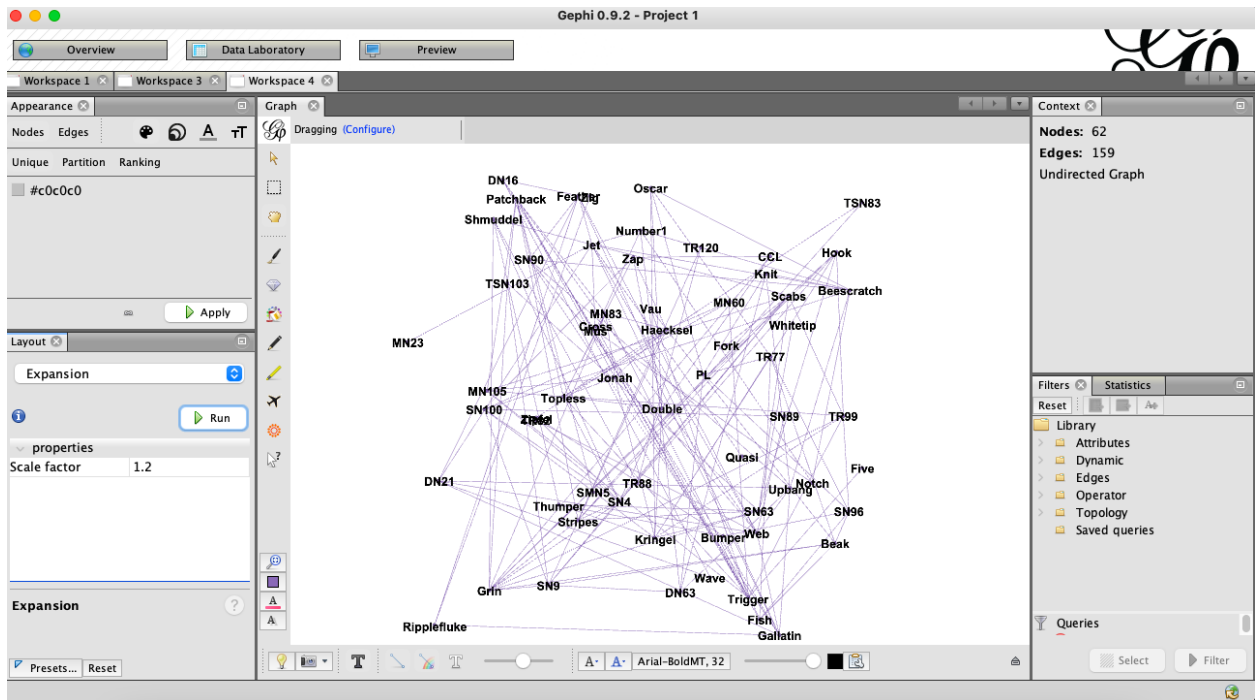 Gephi 0.9.2 - Project 1
Overview
Data Laboratory
Preview
Workspace 1
Workspace 3
Workspace 4
Appearance
Nodes Edges
Unique Partition Ranking
#c0c0c0
Apply
Layout
Expansion
Run
properties
Scale factor 1.2
Expansion
Presets... Reset
Graph
Dragging (Configure)
DN16
Patchback
Feather
Zig
Oscar
TSN83
Shmuddel
Number1
Jet
TR120
SN90
Zap
CCL
Hook
Knit
TSN103
Beescratch
Scabs
MN60
Vau
MN83
Cross
Mus
Haecksel
Whitetip
MN23
Fork
TR77
Jonah
PL
MN105
Topless
SN100
Double
SN89
TR99
Quasi
Five
DN21
TR88
Notch
Upbang
SMN5
SN4
Thumper
SN63
SN96
Stripes
Kringel
Bumper
Web
Beak
Wave
Grin
SN9
DN63
Trigger
Fish
Ripplefluke
Gallatin
Arial-BoldMT, 32
Context
Nodes: 62
Edges: 159
Undirected Graph
Filters
Statistics
Reset
Library
Attributes
Dynamic
Edges
Operator
Topology
Saved queries
Queries
Select
Filter